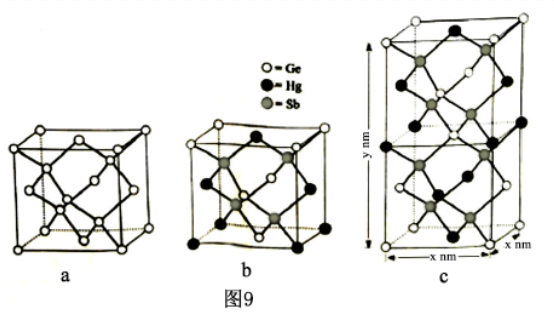 ○= Ge
●= Hg
●= Sb
y nm
x nm
x nm
a
b
c
图9